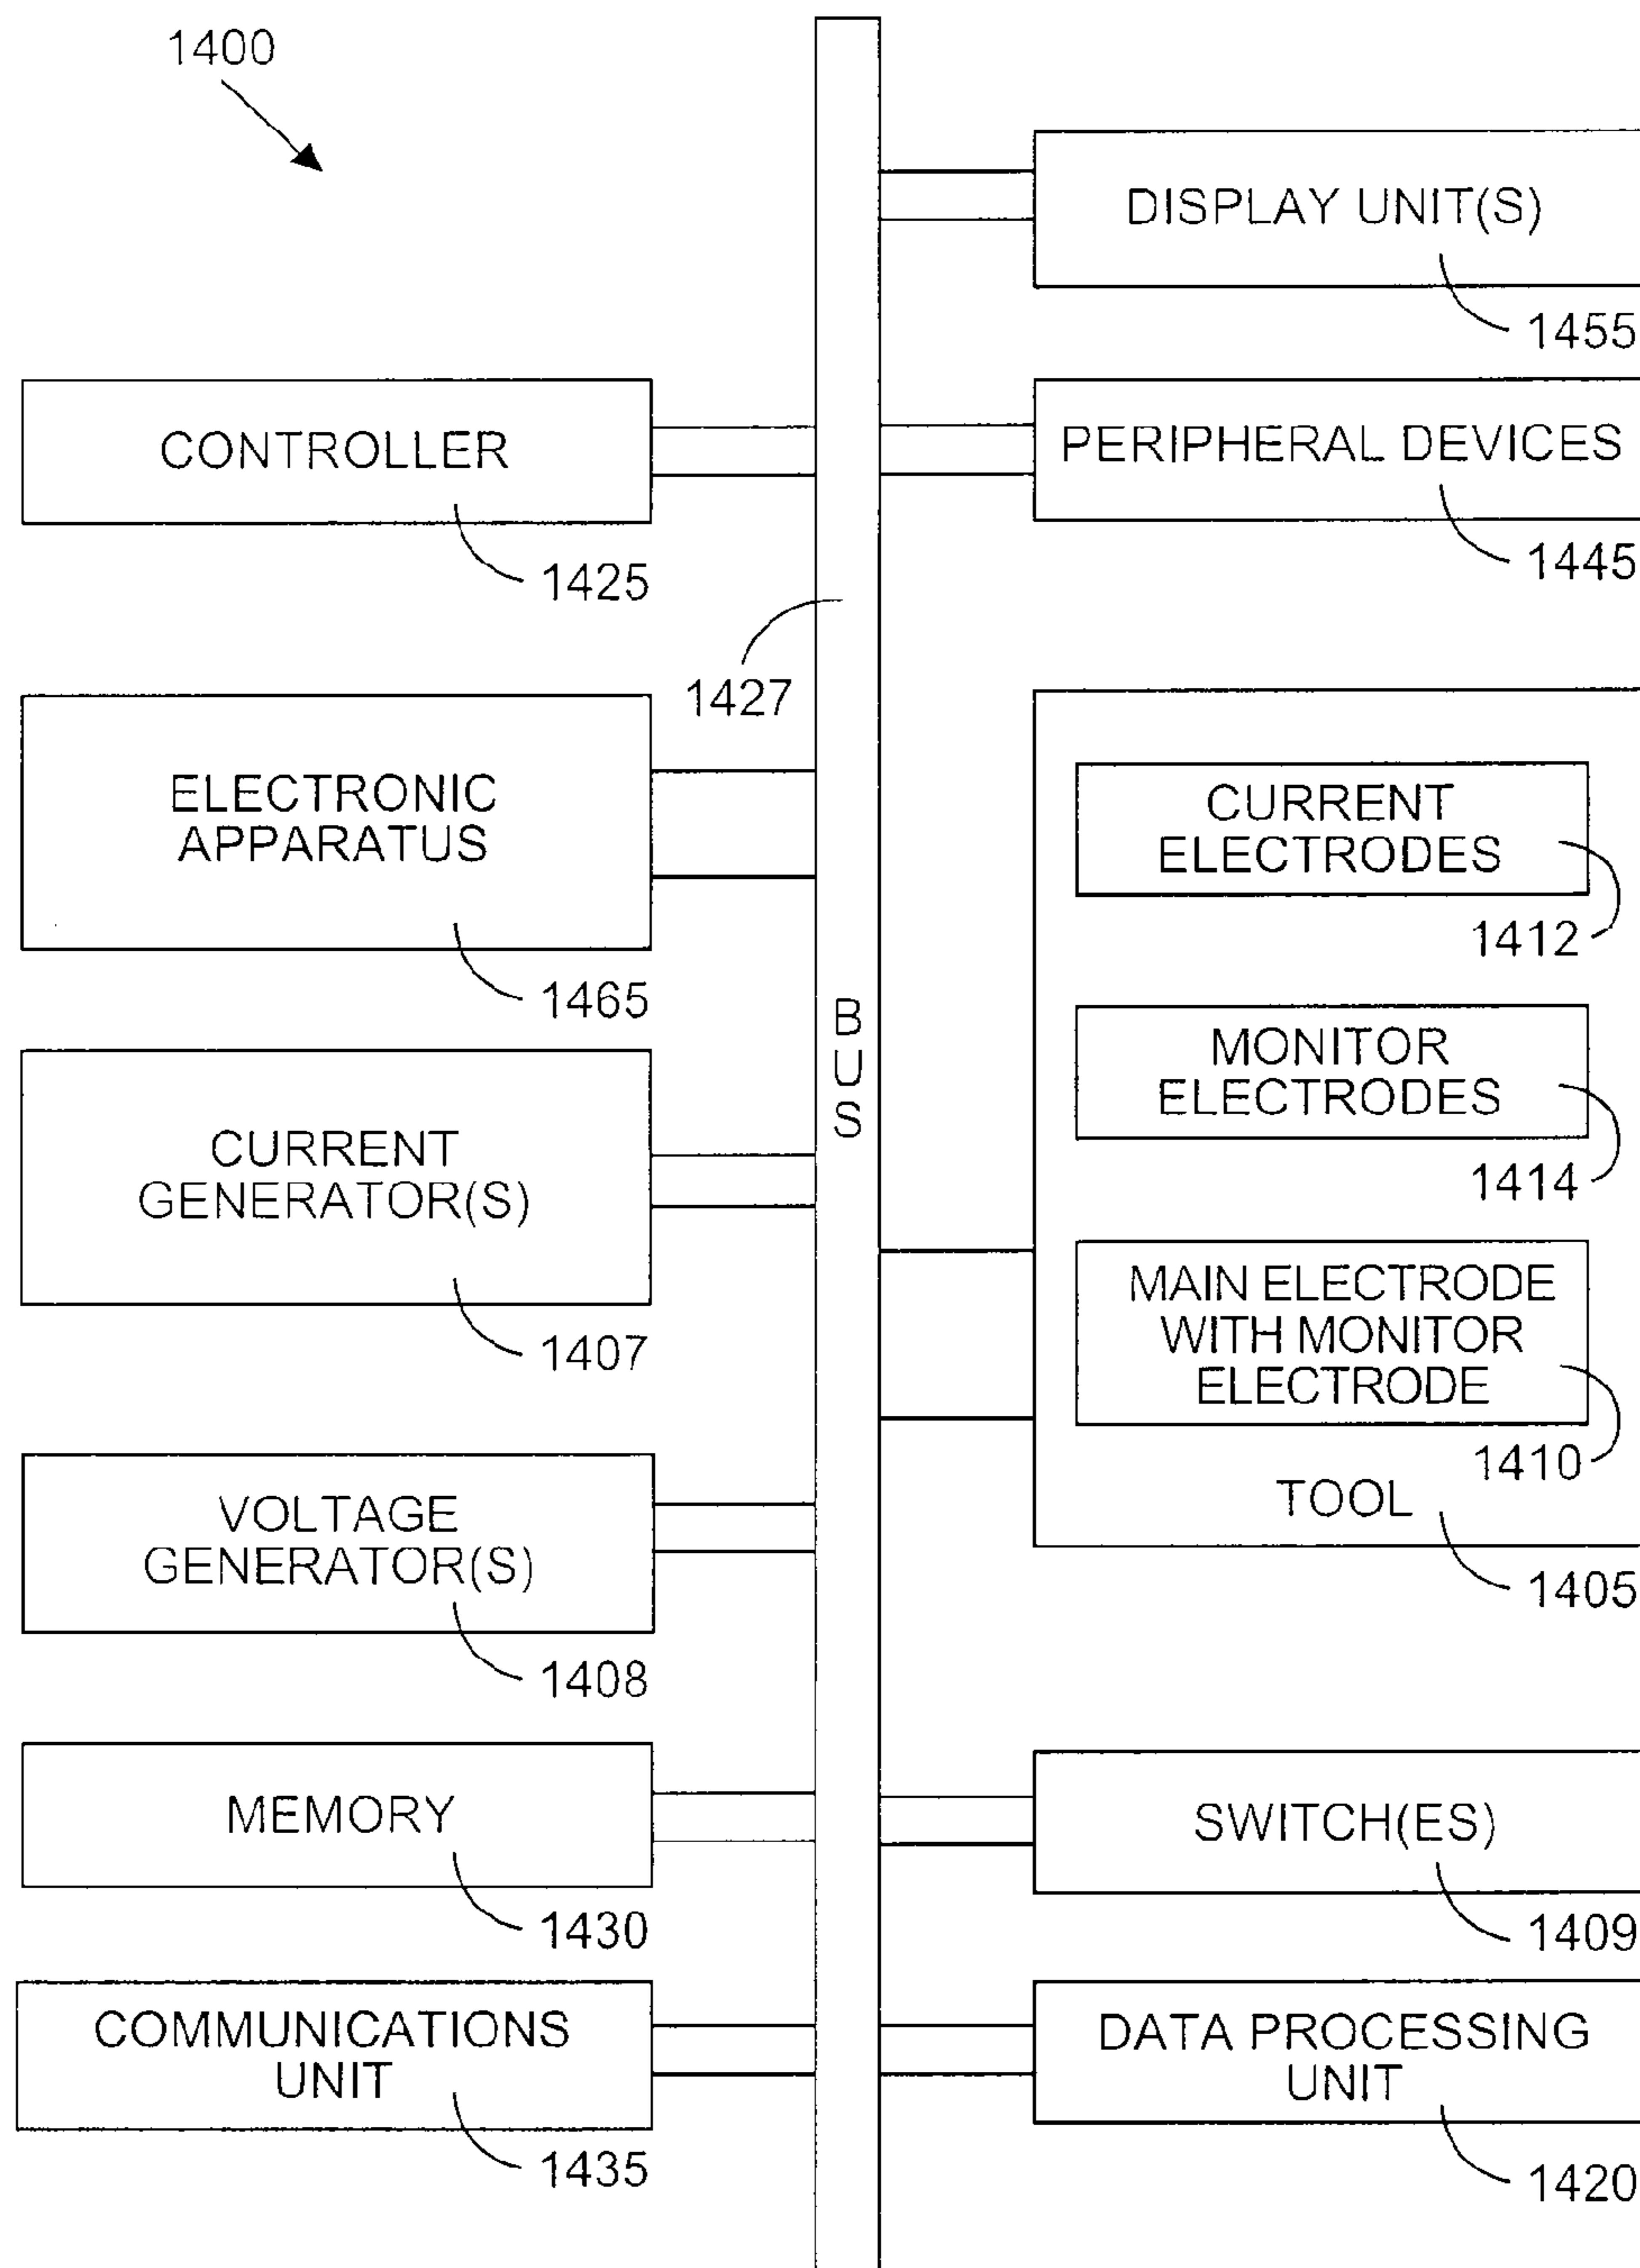 1400
DISPLAY UNIT(S)
1455
CONTROLLER
1425
PERIPHERAL DEVICES
1445
1427
ELECTRONIC
APPARATUS
1465
CURRENT
GENERATOR(S)
1407
VOLTAGE
GENERATOR(S)
1408
MEMORY
1430
COMMUNICATIONS
UNIT
1435
BUS
CURRENT
ELECTRODES
1412
MONITOR
ELECTRODES
1414
MAIN ELECTRODE
WITH MONITOR
ELECTRODE
1410
TOOL
1405
SWITCH(ES)
1409
DATA PROCESSING
UNIT
1420